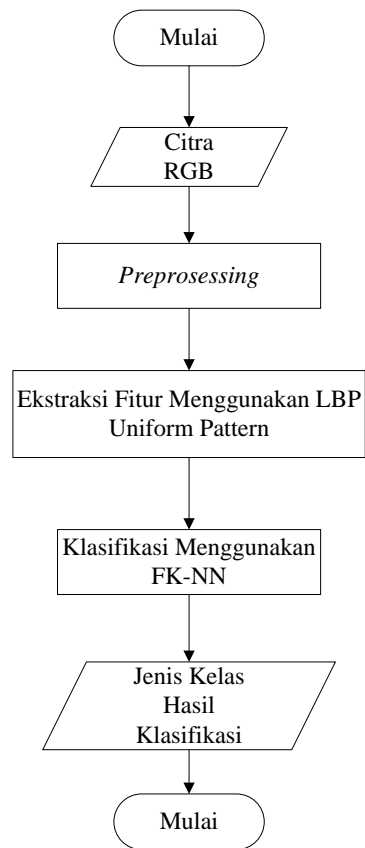 Mulai
Citra
RGB
Preprosessing
Ekstraksi Fitur Menggunakan LBP
Uniform Pattern
Klasifikasi Menggunakan
FK-NN
Jenis Kelas
Hasil
Klasifikasi
Mulai